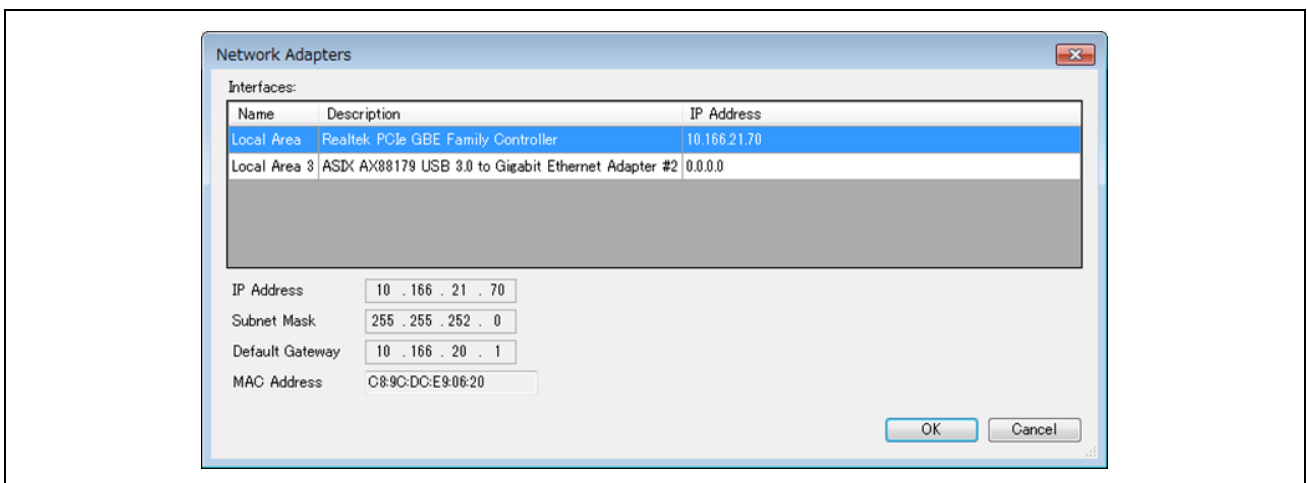 Network Adapters
Interfaces:
Name Description IP Address
Local Area Realtek PCIe GBE Family Controller 10.166.21.70
Local Area 3 ASIX AX88179 USB 3.0 to Gigabit Ethernet Adapter #2 0.0.0.0
IP Address 10 . 166 . 21 . 70
Subnet Mask 255 . 255 . 252 . 0
Default Gateway 10 . 166 . 20 . 1
MAC Address C8:9C:DC:E9:06:20
OK Cancel